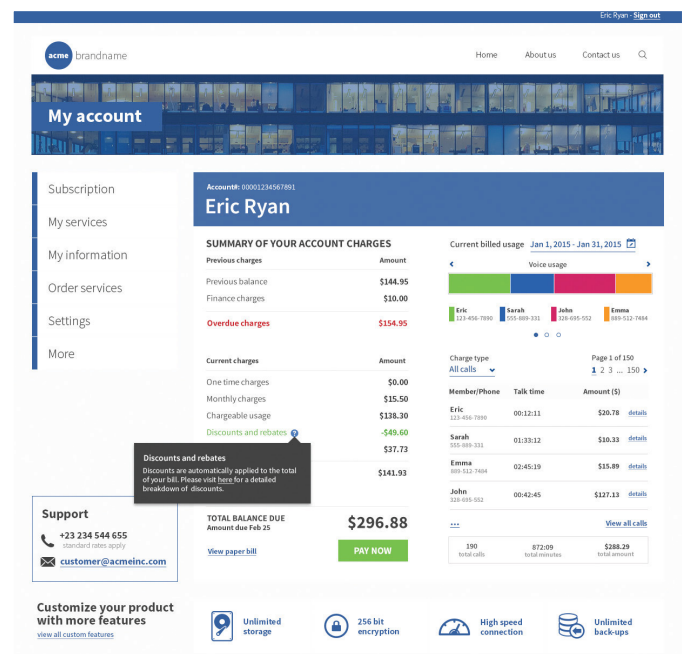 Eric Ryan - Sign out
acme brandname
Home About us Contact us
My account
Subscription
My services
My information
Order services
Settings
More
Account#: 00001234567891
Eric Ryan
SUMMARY OF YOUR ACCOUNT CHARGES
Previous charges Amount
Previous balance $144.95
Finance charges $10.00
Overdue charges $154.95
Current charges Amount
One time charges $0.00
Monthly charges $15.50
Chargeable usage $138.30
Discounts and rebates ? -$49.60
$37.73
$141.93
Discounts and rebates
Discounts are automatically applied to the total
of your bill. Please visit here for a detailed
breakdown of discounts.
TOTAL BALANCE DUE $296.88
Amount due Feb 25
View paper bill PAY NOW
Current billed usage Jan 1, 2015 - Jan 31, 2015
Voice usage
Eric Sarah John Emma
123-456-7890 555-889-331 328-695-552 889-512-7484
Charge type Page 1 of 150
All calls 1 2 3 ... 150
Member/Phone Talk time Amount ($)
Eric 00:12:11 $20.78 details
123-456-7890
Sarah 01:33:12 $10.33 details
555-889-331
Emma 02:45:19 $15.89 details
889-512-7484
John 00:42:45 $127.13 details
328-695-552
... View all calls
190 872:09 $288.29
total calls total minutes total amount
Support
+23 234 544 655
standard rates apply
customer@acmeinc.com
Customize your product
with more features
view all custom features
Unlimited
storage
256 bit
encryption
High speed
connection
Unlimited
back-ups